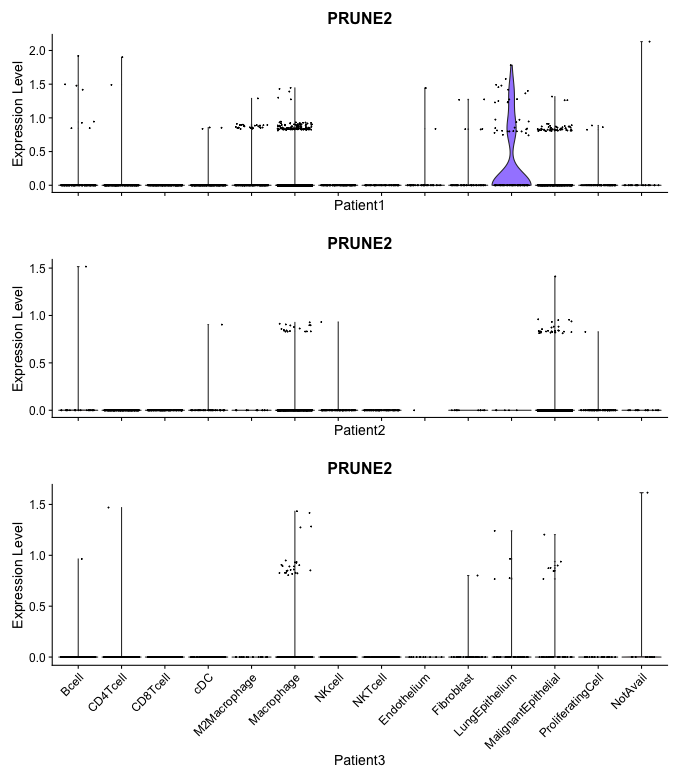 PRUNE2
Expression Level
2.0
1.5
1.0
0.5
0.0
Patient1
PRUNE2
Expression Level
1.5
1.0
0.5
0.0
Patient2
PRUNE2
Expression Level
1.5
1.0
0.5
0.0
Bcell
CD4Tcell
CD8Tcell
cDC
M2Macrophage
Macrophage
NKcell
NKTcell
Endothelium
Fibroblast
LungEpithelium
MalignantEpithelial
ProliferatingCell
NotAvail
Patient3